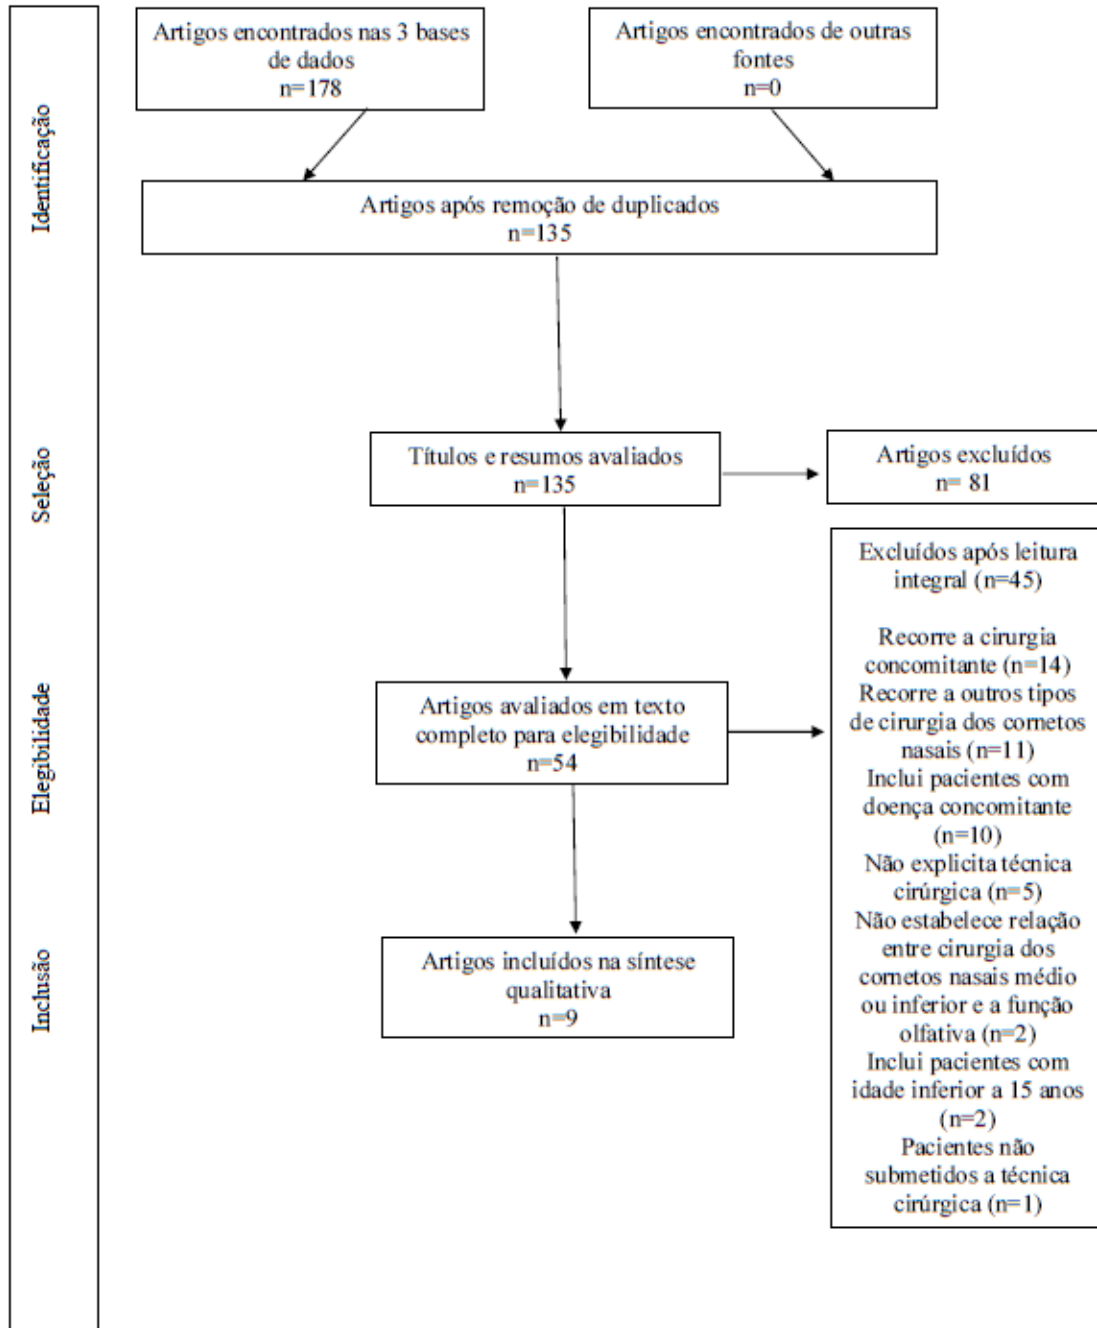 Identificação
Artigos encontrados nas 3 bases
de dados
n=178
Artigos encontrados de outras
fontes
n=0
Artigos após remoção de duplicados
n=135
Seleção
Títulos e resumos avaliados
n=135
Artigos excluídos
n= 81
Elegibilidade
Artigos avaliados em texto
completo para elegibilidade
n=54
Excluídos após leitura
integral (n=45)
Recorre a cirurgia
concomitante (n=14)
Recorre a outros tipos
de cirurgia dos cornetos
nasais (n=11)
Inclui pacientes com
doença concomitante
(n=10)
Não explicita técnica
cirúrgica (n=5)
Não estabelece relação
entre cirurgia dos
cornetos nasais médio
ou inferior e a função
olfativa (n=2)
Inclui pacientes com
idade inferior a 15 anos
(n=2)
Pacientes não
submetidos a técnica
cirúrgica (n=1)
Inclusão
Artigos incluídos na síntese
qualitativa
n=9